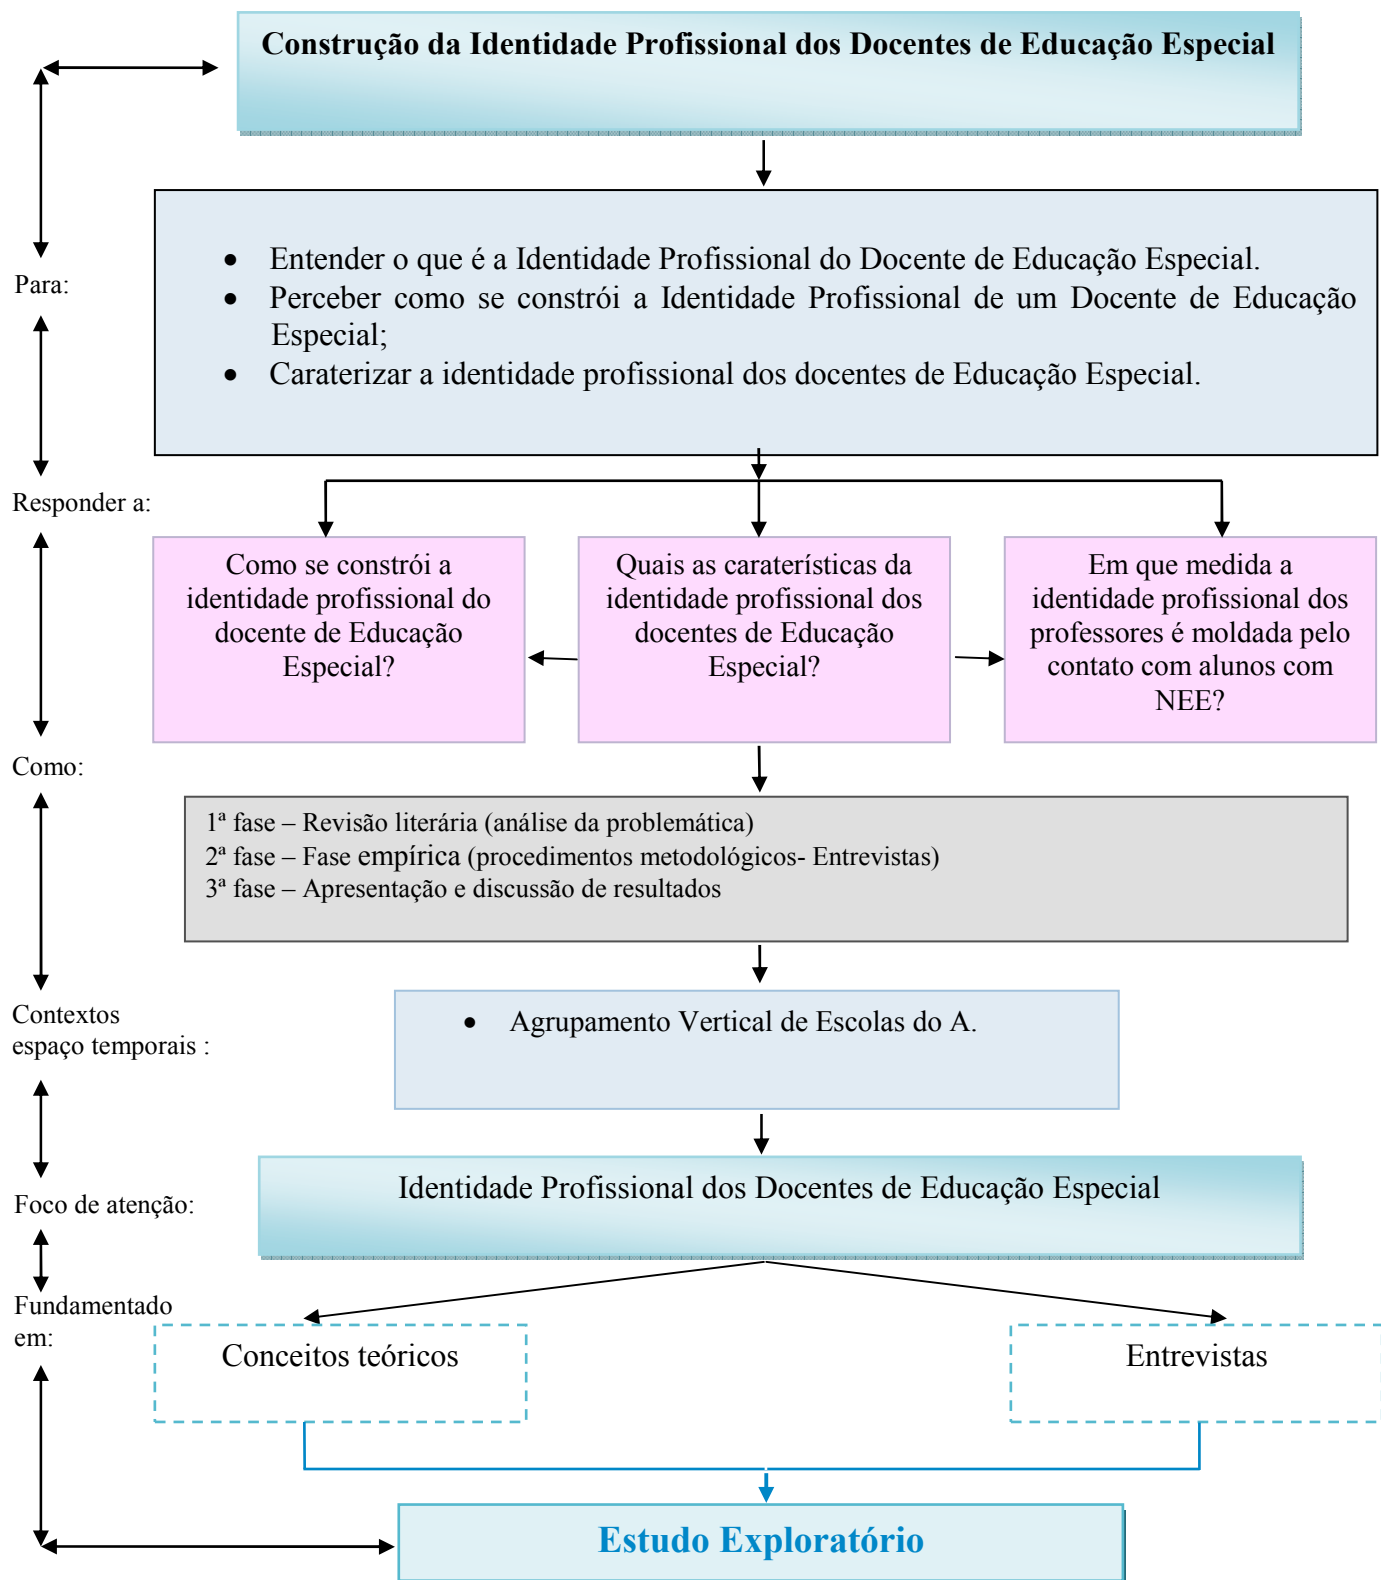 Construção da Identidade Profissional dos Docentes de Educação Especial
Para:
• Entender o que é a Identidade Profissional do Docente de Educação Especial.
• Perceber como se constrói a Identidade Profissional de um Docente de Educação
Especial;
• Caraterizar a identidade profissional dos docentes de Educação Especial.
Responder a:
Como se constrói a
identidade profissional do
docente de Educação
Especial?
Quais as caraterísticas da
identidade profissional dos
docentes de Educação
Especial?
Em que medida a
identidade profissional dos
professores é moldada pelo
contato com alunos com
NEE?
Como:
1ª fase – Revisão literária (análise da problemática)
2ª fase – Fase empírica (procedimentos metodológicos- Entrevistas)
3ª fase – Apresentação e discussão de resultados
Contextos
espaço temporais :
• Agrupamento Vertical de Escolas do A.
Foco de atenção:
Identidade Profissional dos Docentes de Educação Especial
Fundamentado
em:
Conceitos teóricos
Entrevistas
Estudo Exploratório